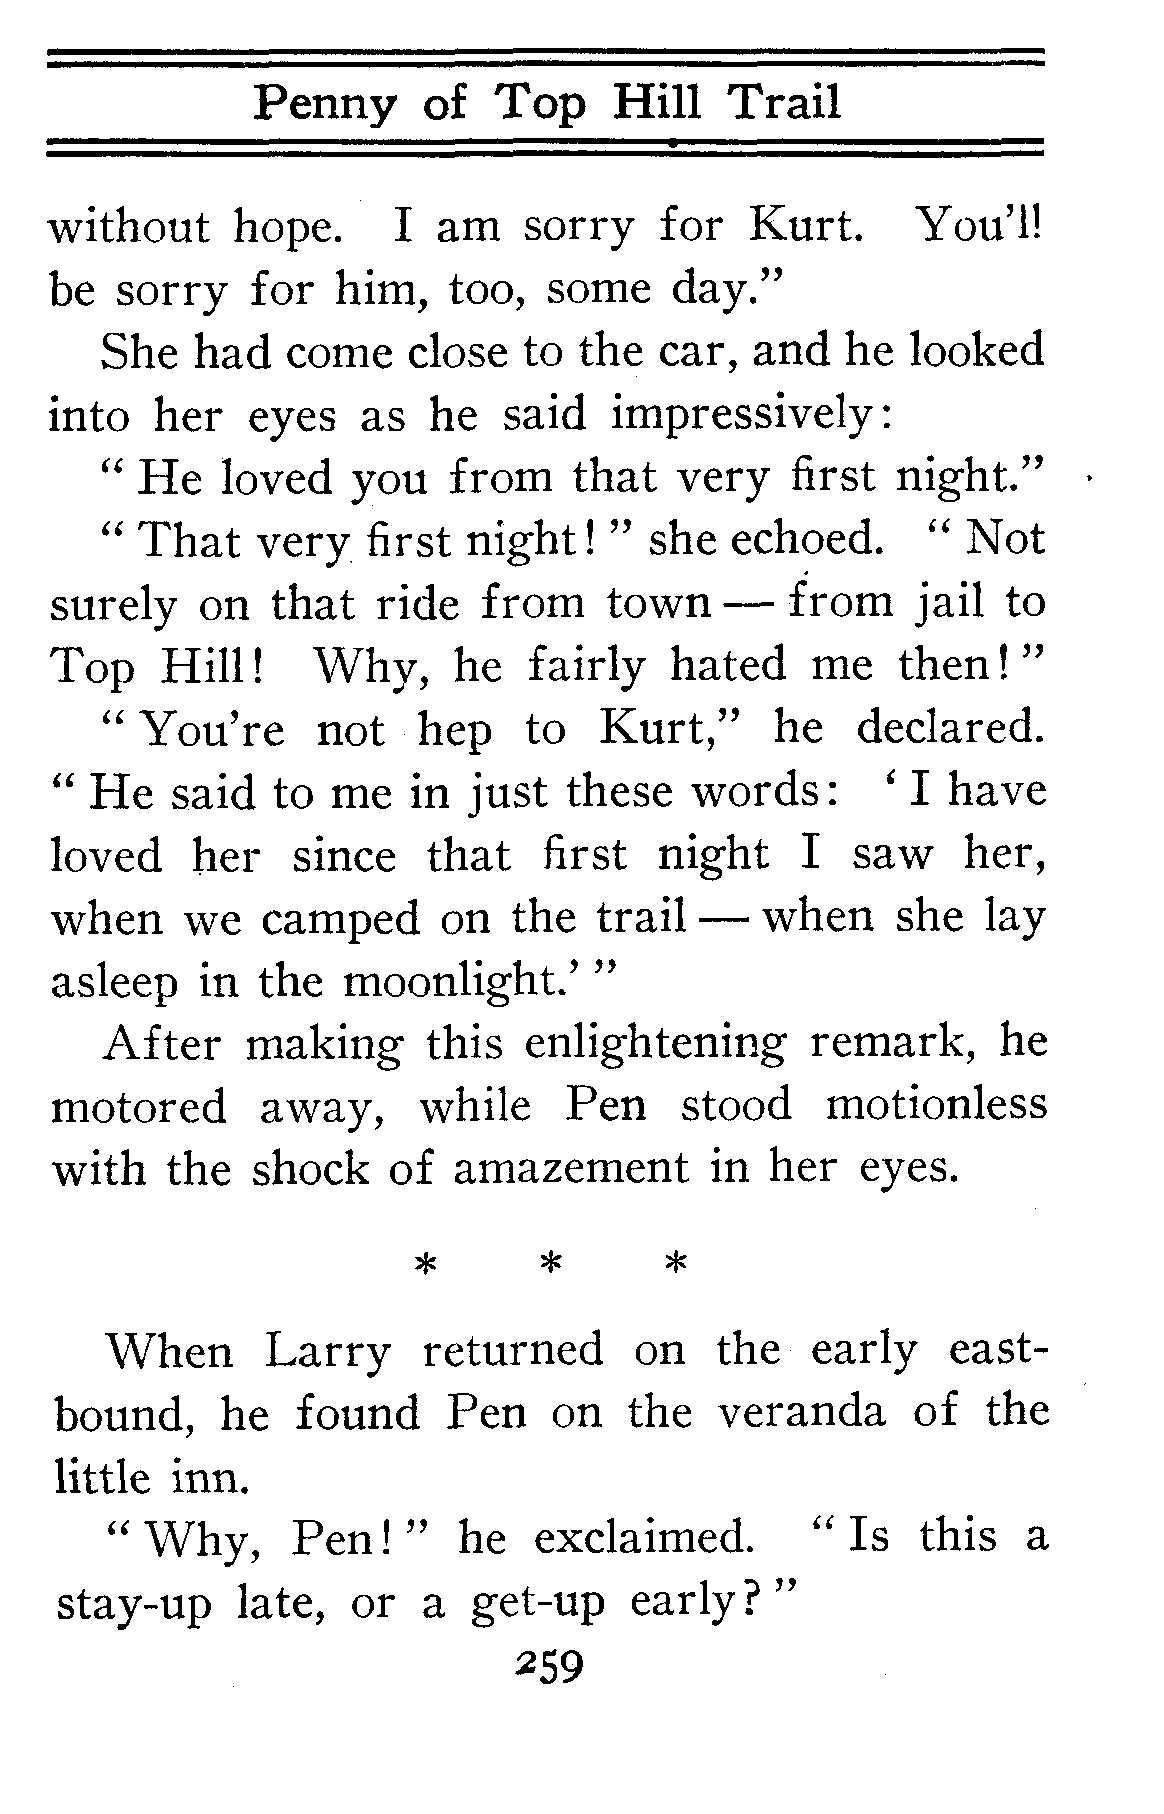 Penny of Top Hill Trail
without hope. I am sorry for Kurt. You'll
be sorry for him, too, some day."
She had come close to the car, and he looked
into her eyes as he said impressively:
" He loved you from that very first night."
" That very first night! " she echoed. " Not
surely on that ride from town — from jail to
Top Hill! Why, he fairly hated me then! "
" You're not hep to Kurt," he declared.
" He said to me in just these words: ' I have
loved her since that first night I saw her,
when we camped on the trail — when she lay
asleep in the moonlight.' "
After making this enlightening remark, he
motored away, while Pen stood motionless
with the shock of amazement in her eyes.
* * *
When Larry returned on the early east-
bound, he found Pen on the veranda of the
little inn.
" Why, Pen! " he exclaimed. " Is this a
stay-up late, or a get-up early? "
259